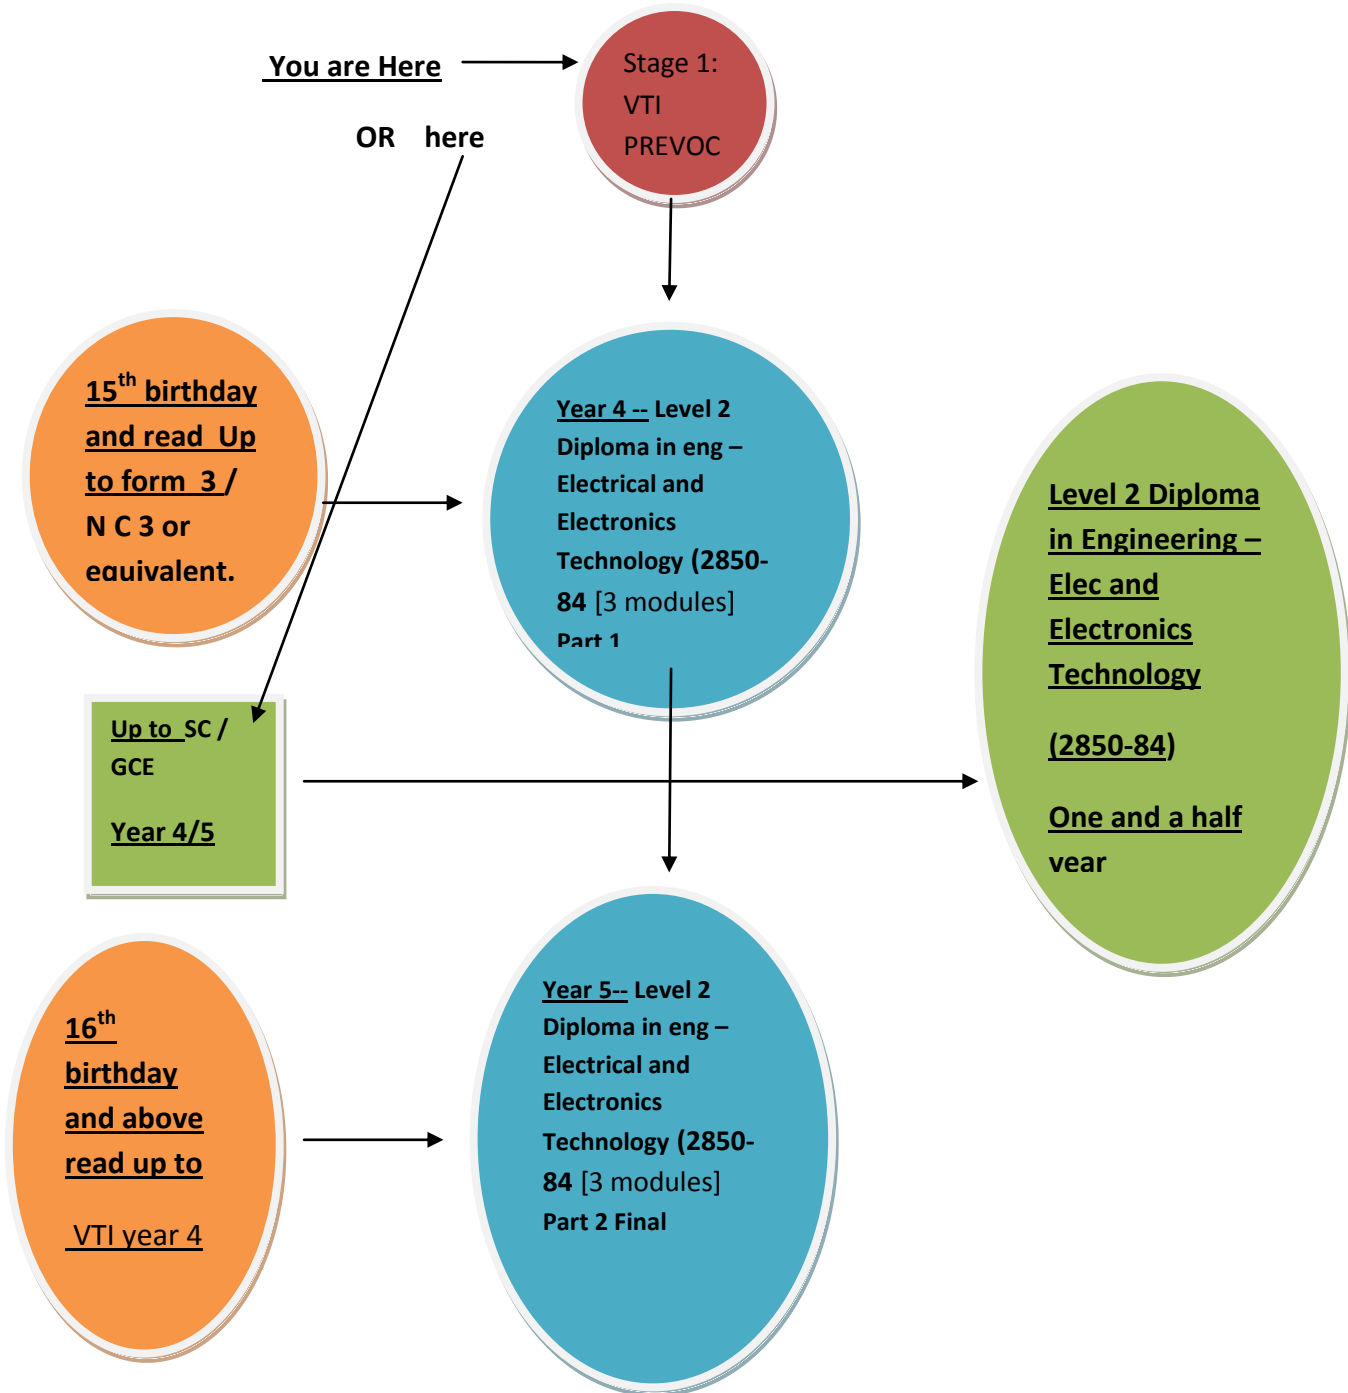 You are Here
OR here
Stage 1:
VTI
PREVOC
15th birthday
and read Up
to form 3 /
N C 3 or
equivalent.
Year 4 -- Level 2
Diploma in eng –
Electrical and
Electronics
Technology (2850-
84 [3 modules]
Part 1
Level 2 Diploma
in Engineering –
Elec and
Electronics
Technology
(2850-84)
One and a half
year
Up to SC /
GCE
Year 4/5
16th
birthday
and above
read up to
VTI year 4
Year 5-- Level 2
Diploma in eng –
Electrical and
Electronics
Technology (2850-
84 [3 modules]
Part 2 Final